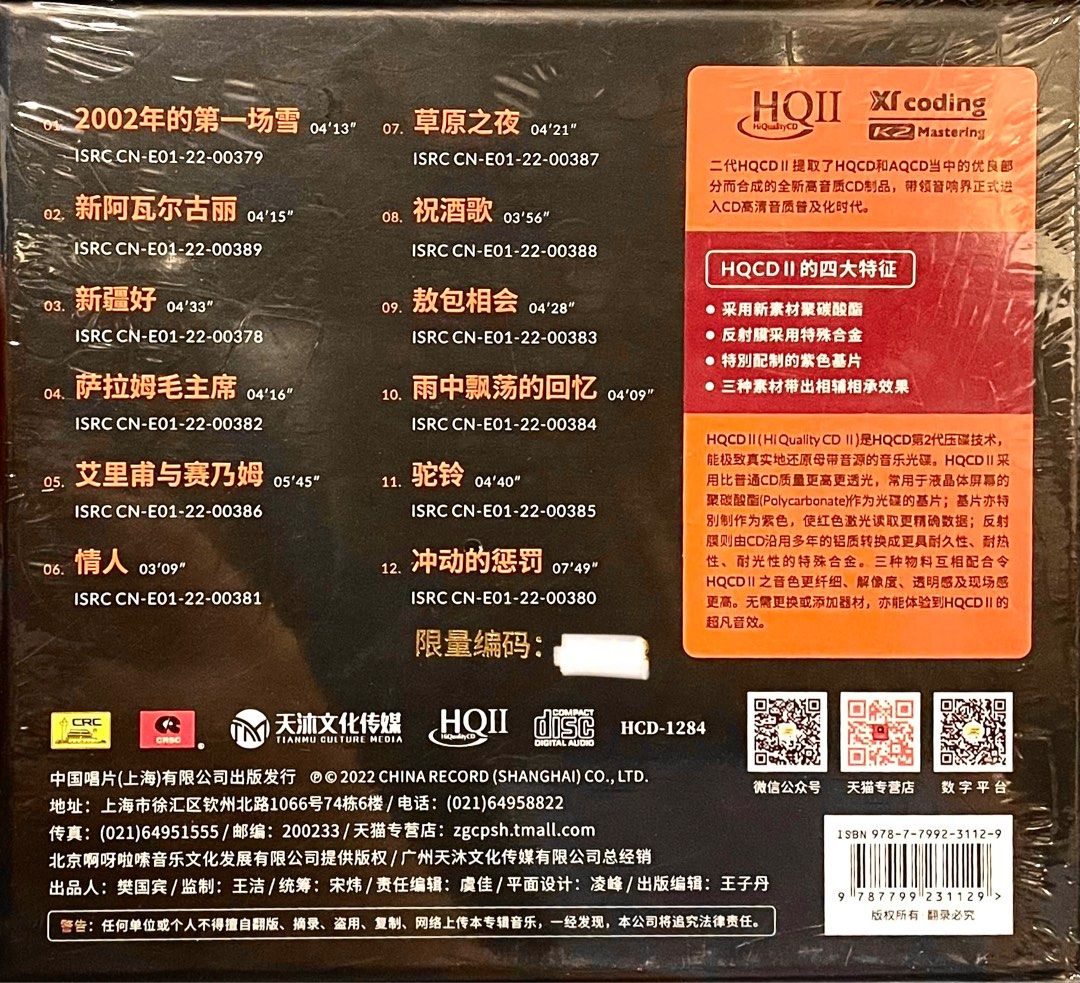 01. 2002年的第一场雪 04'13"
ISRC CN-E01-22-00379
02. 新阿瓦尔古丽 04'15"
ISRC CN-E01-22-00389
03. 新疆好 04'33"
ISRC CN-E01-22-00378
04. 萨拉姆毛主席 04'16"
ISRC CN-E01-22-00382
05. 艾里甫与赛乃姆 05'45"
ISRC CN-E01-22-00386
06. 情人 03'09"
ISRC CN-E01-22-00381
07. 草原之夜 04'21"
ISRC CN-E01-22-00387
08. 祝酒歌 03'56"
ISRC CN-E01-22-00388
09. 敖包相会 04'28"
ISRC CN-E01-22-00383
10. 雨中飘荡的回忆 04'09"
ISRC CN-E01-22-00384
11. 驼铃 04'40"
ISRC CN-E01-22-00385
12. 冲动的惩罚 07'49"
ISRC CN-E01-22-00380
限量编码：
HQII
HiQualityCD
XR coding
K2 Mastering
二代HQCDⅡ提取了HQCD和AQCD当中的优良部
分而合成的全新高音质CD制品，带领音响界正式进
入CD高清音质普及化时代。
HQCDⅡ的四大特征
● 采用新素材聚碳酸酯
● 反射膜采用特殊合金
● 特别配制的紫色基片
● 三种素材带出相辅相承效果
HQCDⅡ(Hi Quality CD Ⅱ)是HQCD第2代压碟技术，
能极致真实地还原母带音源的音乐光碟。HQCDⅡ采
用比普通CD质量更高更透光，常用于液晶体屏幕的
聚碳酸酯(Polycarbonate)作为光碟的基片；基片亦特
别制作为紫色，使红色激光读取更精确数据；反射
膜则由CD沿用多年的铝质转换成更具耐久性、耐热
性、耐光性的特殊合金。三种物料互相配合令
HQCDⅡ之音色更纤细、解像度、透明感及现场感
更高。无需更换或添加器材，亦能体验到HQCDⅡ的
超凡音效。
CRC
CRSC
®
天沐文化传媒
TIANMU CULTURE MEDIA
HQII
HiQualityCD
COMPACT
disc
DIGITAL AUDIO
HCD-1284
微信公众号
天猫专营店
数字平台
中国唱片(上海)有限公司出版发行 ℗©2022 CHINA RECORD (SHANGHAI) CO., LTD.
地址：上海市徐汇区钦州北路1066号74栋6楼 / 电话：(021)64958822
传真：(021)64951555 / 邮编：200233 / 天猫专营店：zgcpsh.tmall.com
北京啊呀啦嗦音乐文化发展有限公司提供版权 / 广州天沐文化传媒有限公司总经销
出品人：樊国宾 / 监制：王洁 / 统筹：宋炜 / 责任编辑：虞佳 / 平面设计：凌峰 / 出版编辑：王子丹
警告：任何单位或个人不得擅自翻版、摘录、盗用、复制、网络上传本专辑音乐，一经发现，本公司将追究法律责任。
ISBN 978-7-7992-3112-9
9 787799 231129 >
版权所有 翻录必究